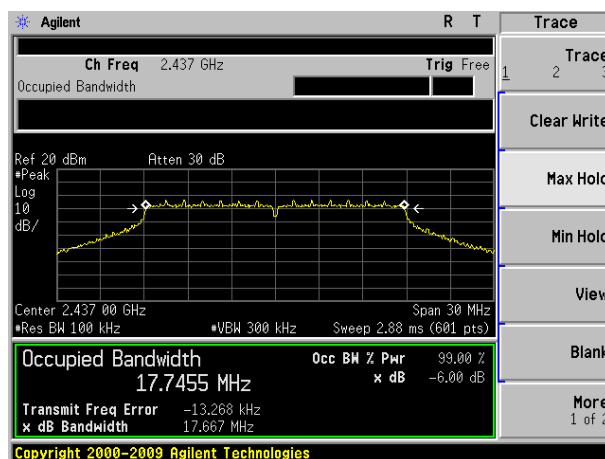 Agilent R T Trace
Ch Freq 2.437 GHz Trig Free
Occupied Bandwidth
Trace
1 2 3
Clear Write
Max Hold
Min Hold
View
Blank
More
1 of 2
Ref 20 dBm Atten 30 dB
#Peak
Log
10
dB/
Center 2.437 00 GHz Span 30 MHz
#Res BW 100 kHz #VBW 300 kHz Sweep 2.88 ms (601 pts)
Occupied Bandwidth Occ BW % Pwr 99.00 %
17.7455 MHz x dB -6.00 dB
Transmit Freq Error -13.268 kHz
x dB Bandwidth 17.667 MHz
Copyright 2000-2009 Agilent Technologies